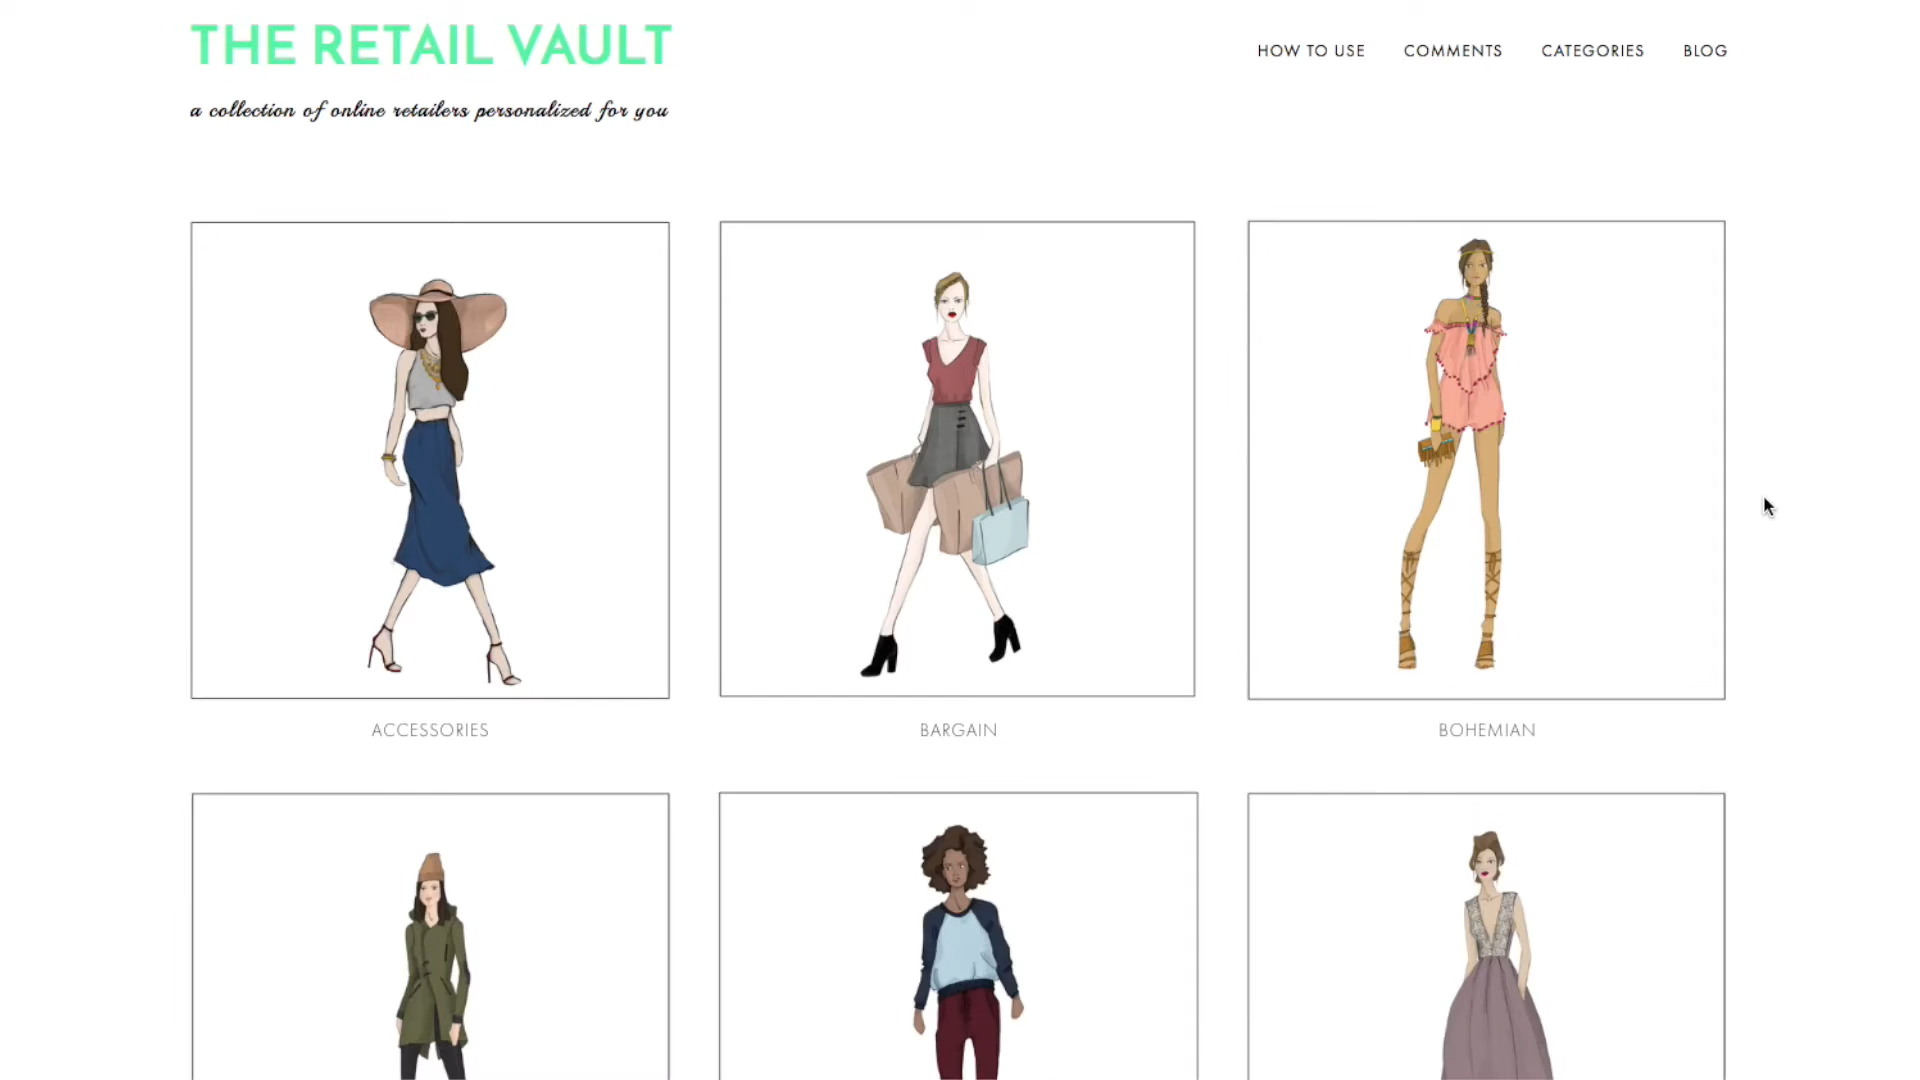 THE RETAIL VAULT
HOW TO USE COMMENTS CATEGORIES BLOG
a collection of online retailers personalized for you
ACCESSORIES
BARGAIN
BOHEMIAN